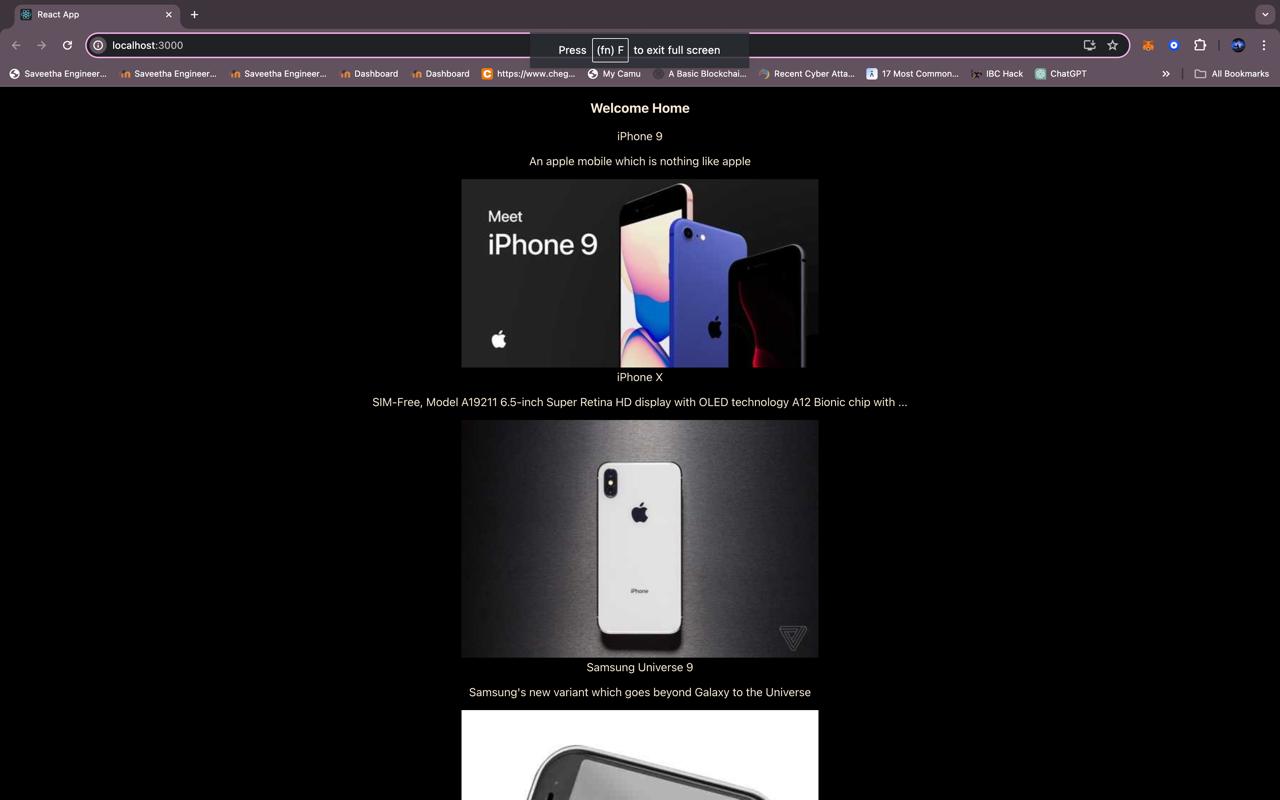 React App
localhost:3000
Press (fn) F to exit full screen
Saveetha Engineer... Saveetha Engineer... Saveetha Engineer... Dashboard Dashboard https://www.cheg... My Camu A Basic Blockchai... Recent Cyber Atta... 17 Most Common... IBC Hack ChatGPT » All Bookmarks
Welcome Home
iPhone 9
An apple mobile which is nothing like apple
Meet
iPhone 9
iPhone X
SIM-Free, Model A19211 6.5-inch Super Retina HD display with OLED technology A12 Bionic chip with ...
iPhone
Samsung Universe 9
Samsung's new variant which goes beyond Galaxy to the Universe